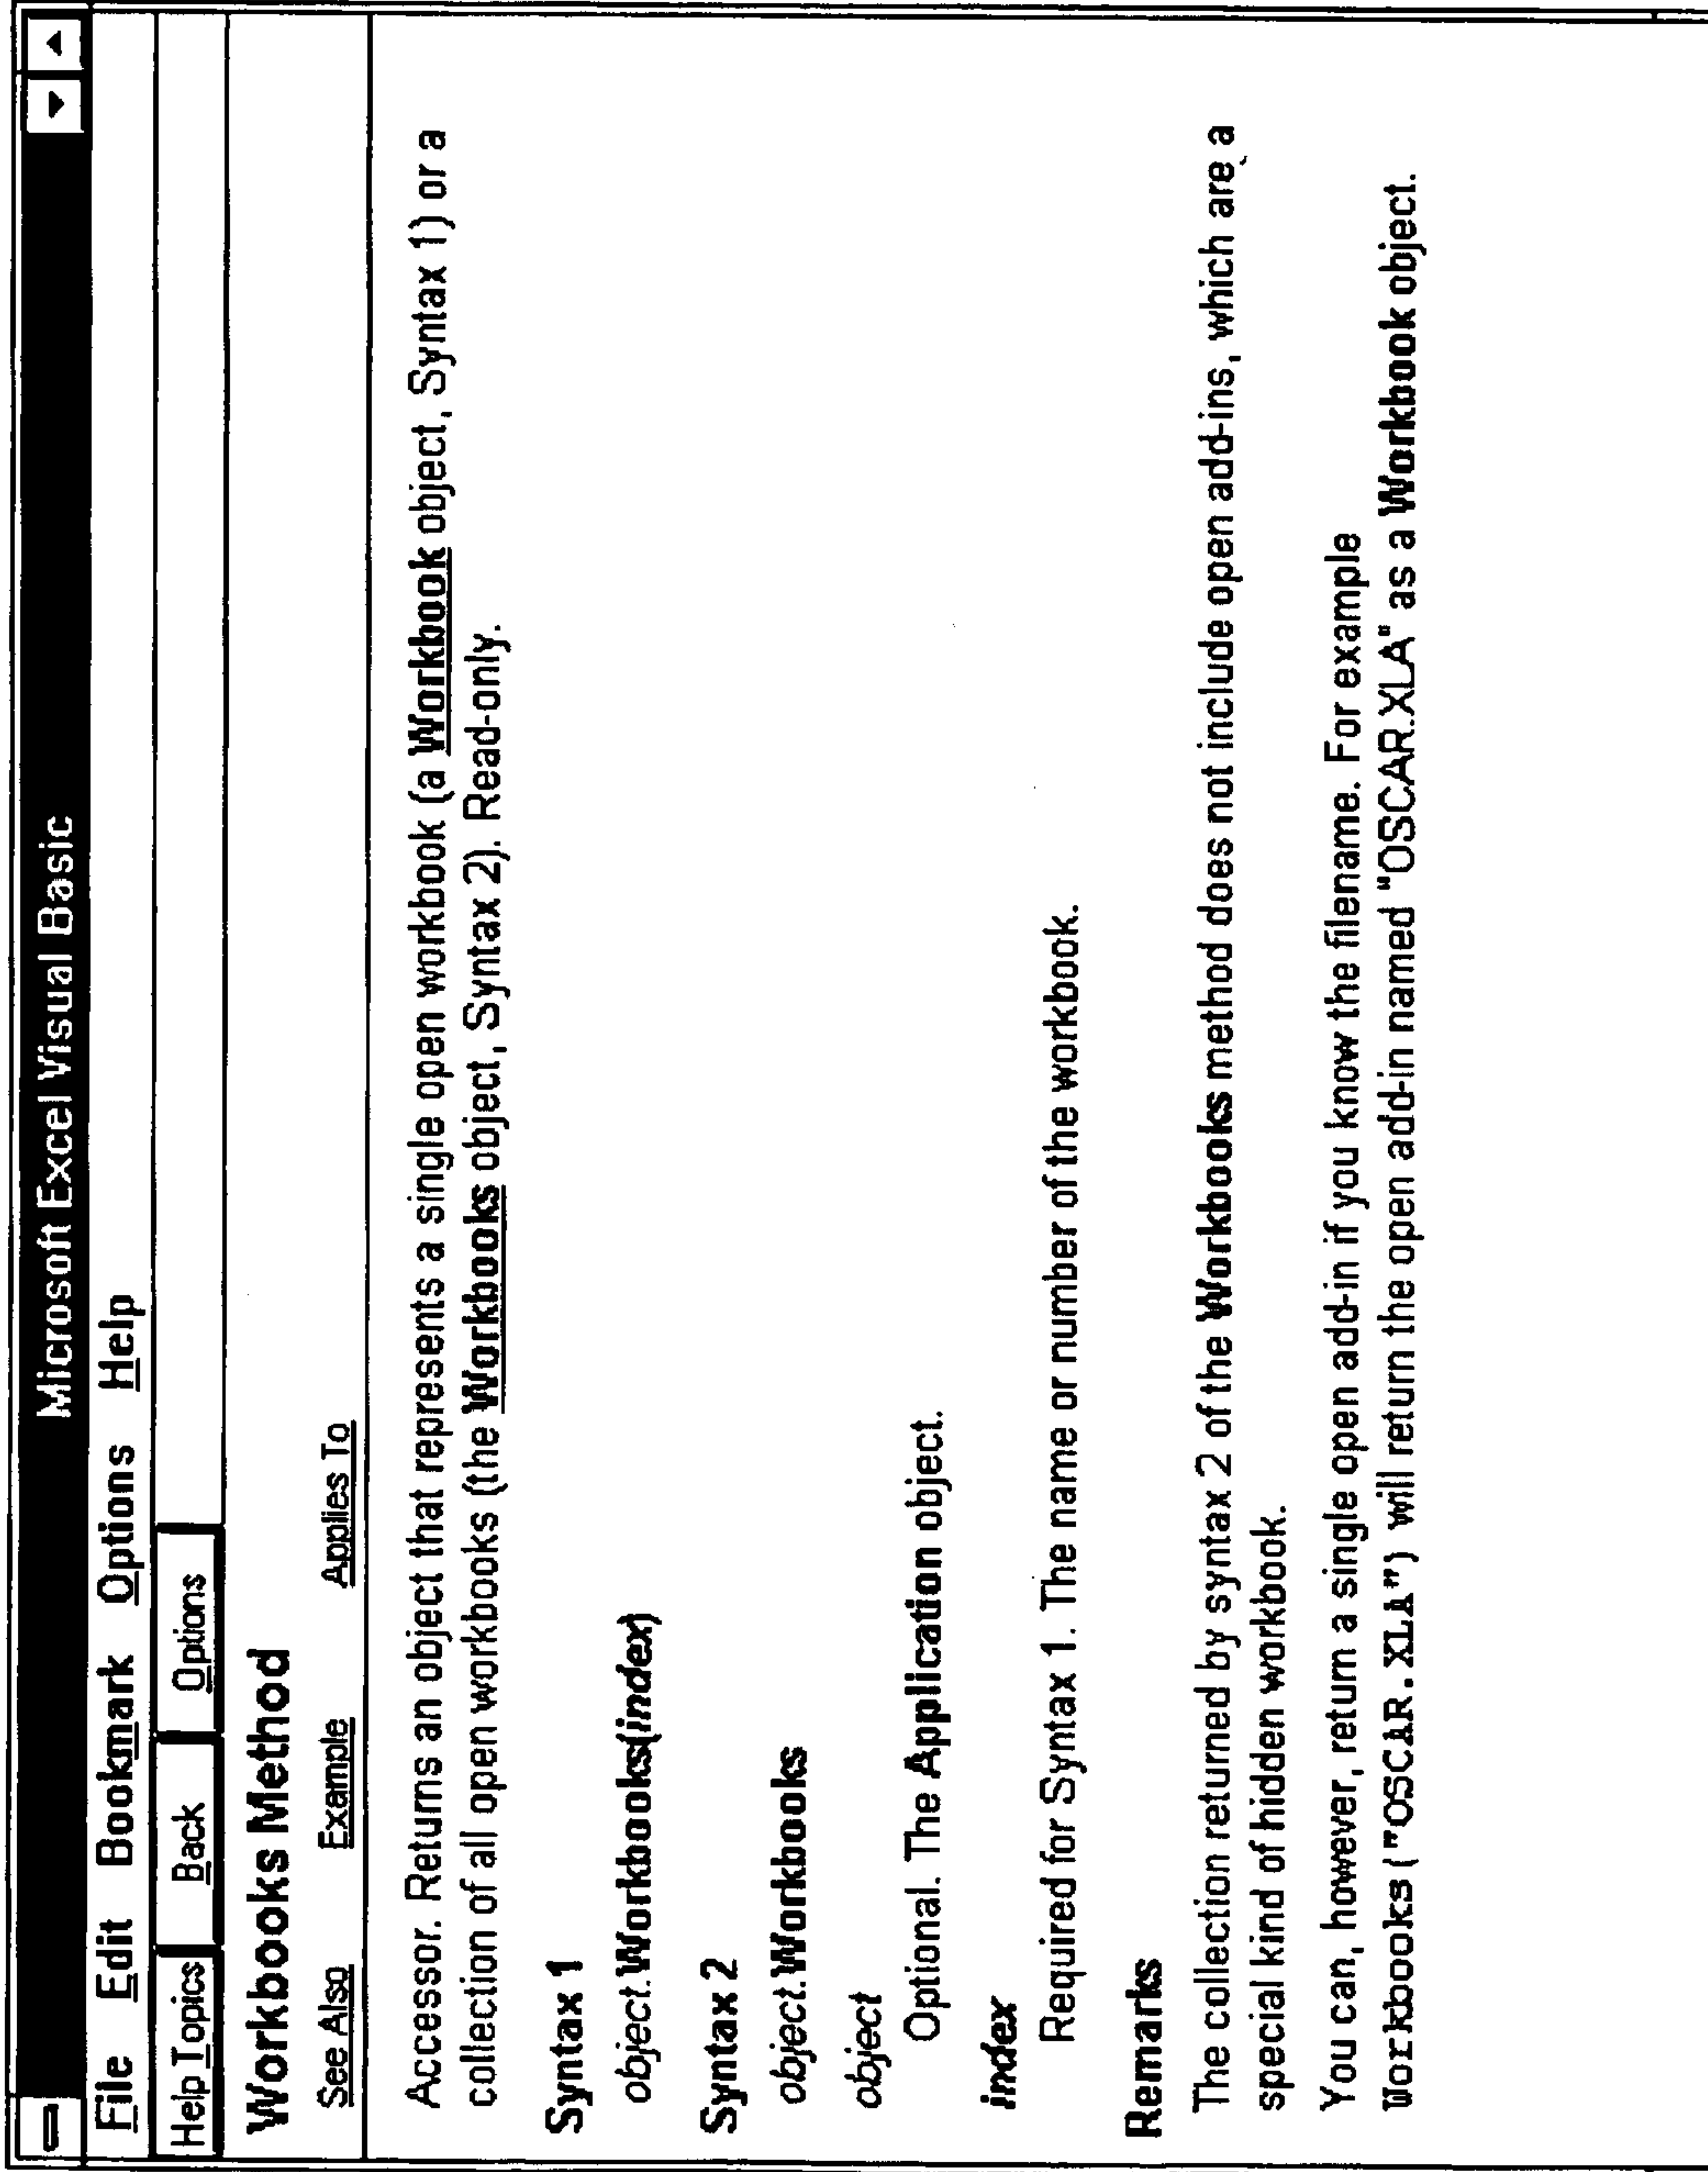 Microsoft Excel Visual Basic
File Edit Bookmark Options Help
Help Topics Back Options
Workbooks Method
See Also Example Applies To
Accessor. Returns an object that represents a single open workbook (a Workbook object, Syntax 1) or a
collection of all open workbooks (the Workbooks object, Syntax 2). Read-only.
Syntax 1
object.Workbooks(index)
Syntax 2
object.Workbooks
object
Optional. The Application object.
index
Required for Syntax 1. The name or number of the workbook.
Remarks
The collection returned by syntax 2 of the Workbooks method does not include open add-ins, which are a
special kind of hidden workbook.
You can, however, return a single open add-in if you know the filename. For example
Workbooks("OSCAR.XLA") will return the open add-in named "OSCAR.XLA" as a Workbook object.